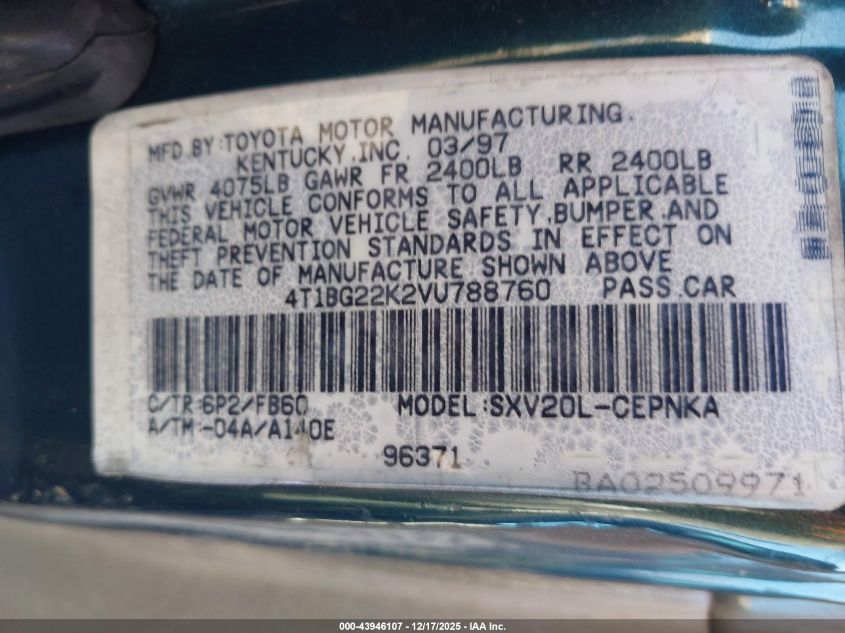 MFD.BY:TOYOTA MOTOR MANUFACTURING.
KENTUCKY,INC. 03/97
GVWR 4075LB GAWR FR 2400LB RR 2400LB
THIS VEHICLE CONFORMS TO ALL APPLICABLE
FEDERAL MOTOR VEHICLE SAFETY,BUMPER,AND
THEFT PREVENTION STANDARDS IN EFFECT ON
THE DATE OF MANUFACTURE SHOWN ABOVE
4T1BG22K2VU788760 PASS.CAR
C/TR:6P2/FB60 MODEL:SXV20L-CEPNKA
A/TM:-04A/A140E
96371
BA02509971
000-43946107 - 12/17/2025 - IAA Inc.